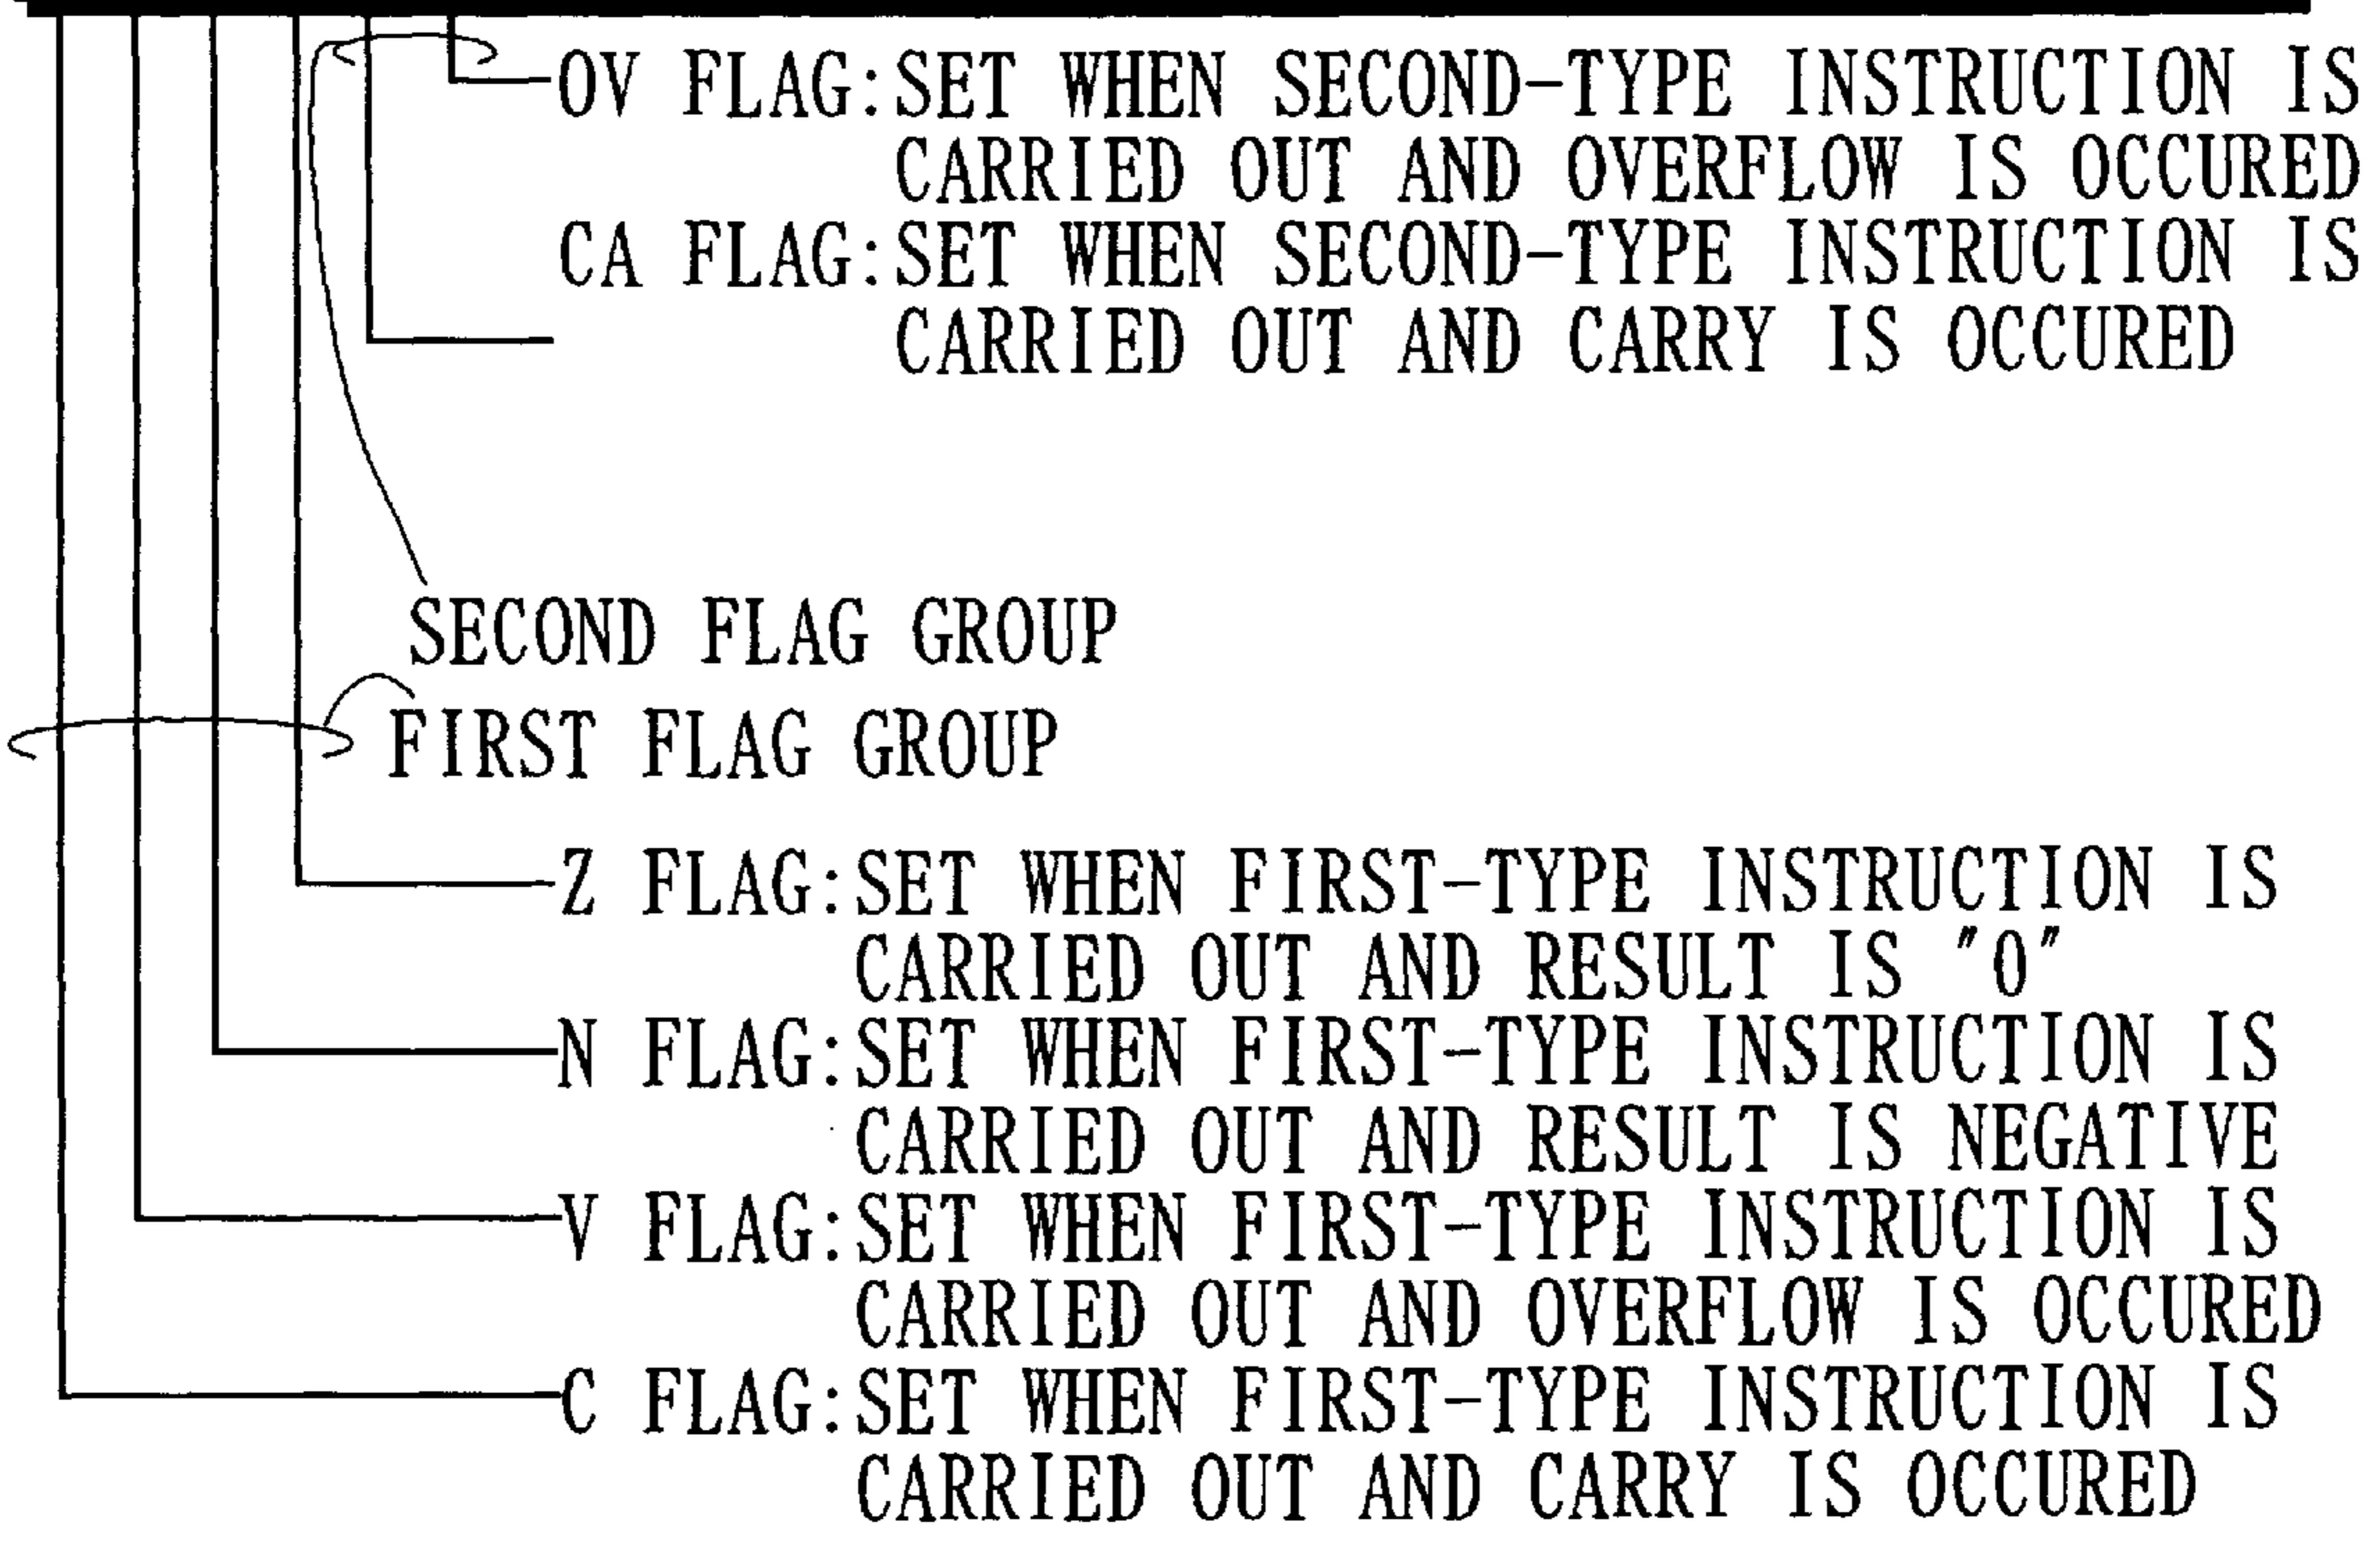 OV FLAG:SET WHEN SECOND-TYPE INSTRUCTION IS
CARRIED OUT AND OVERFLOW IS OCCURED
CA FLAG:SET WHEN SECOND-TYPE INSTRUCTION IS
CARRIED OUT AND CARRY IS OCCURED
SECOND FLAG GROUP
FIRST FLAG GROUP
Z FLAG:SET WHEN FIRST-TYPE INSTRUCTION IS
CARRIED OUT AND RESULT IS "0"
N FLAG:SET WHEN FIRST-TYPE INSTRUCTION IS
CARRIED OUT AND RESULT IS NEGATIVE
V FLAG:SET WHEN FIRST-TYPE INSTRUCTION IS
CARRIED OUT AND OVERFLOW IS OCCURED
C FLAG:SET WHEN FIRST-TYPE INSTRUCTION IS
CARRIED OUT AND CARRY IS OCCURED